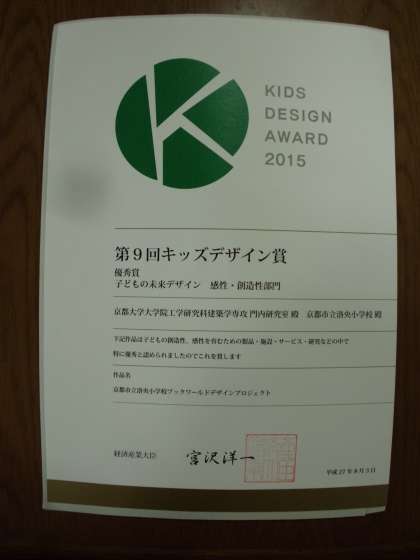 KIDS
DESIGN
AWARD
2015
第9回キッズデザイン賞
優秀賞
子どもの未来デザイン 感性・創造性部門
京都大学大学院工学研究科建築学専攻 門内研究室 殿 京都市立洛央小学校 殿
下記作品は子どもの創造性、感性を育むための製品・施設・サービス・研究などの中で
特に優秀と認められましたのでこれを賞します
作品名
京都市立洛央小学校ブックワールドデザインプロジェクト
経済産業大臣 宮沢洋一
平成27年8月3日